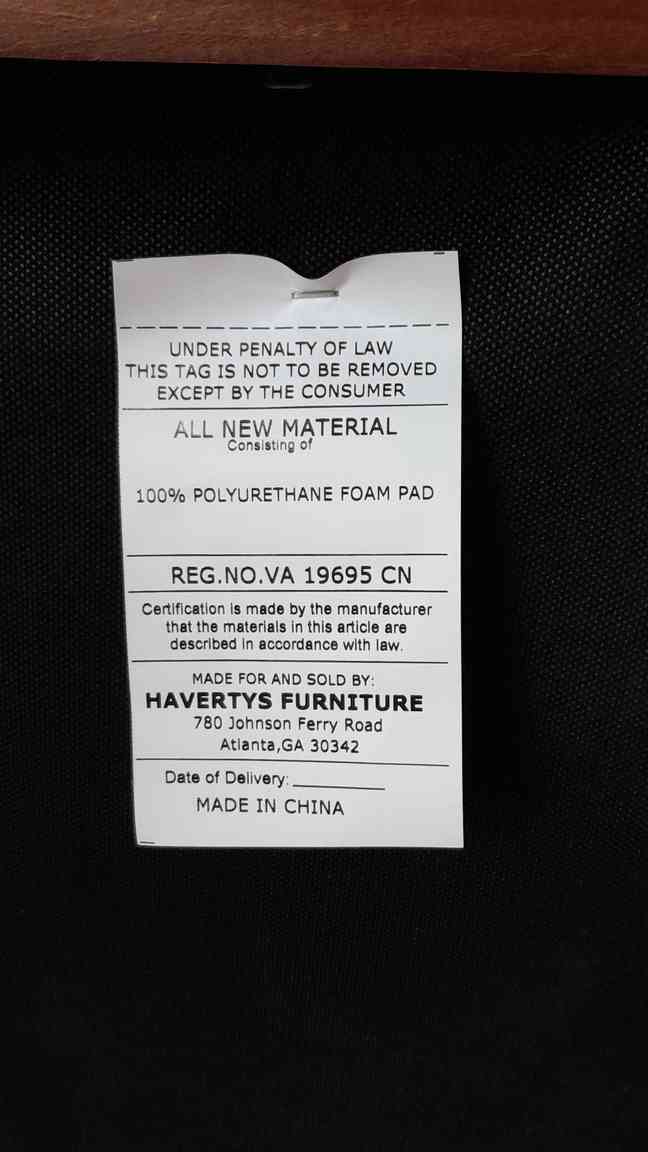 UNDER PENALTY OF LAW
THIS TAG IS NOT TO BE REMOVED
EXCEPT BY THE CONSUMER
ALL NEW MATERIAL
Consisting of
100% POLYURETHANE FOAM PAD
REG.NO.VA 19695 CN
Certification is made by the manufacturer
that the materials in this article are
described in accordance with law.
MADE FOR AND SOLD BY:
HAVERTYS FURNITURE
780 Johnson Ferry Road
Atlanta,GA 30342
Date of Delivery:
MADE IN CHINA